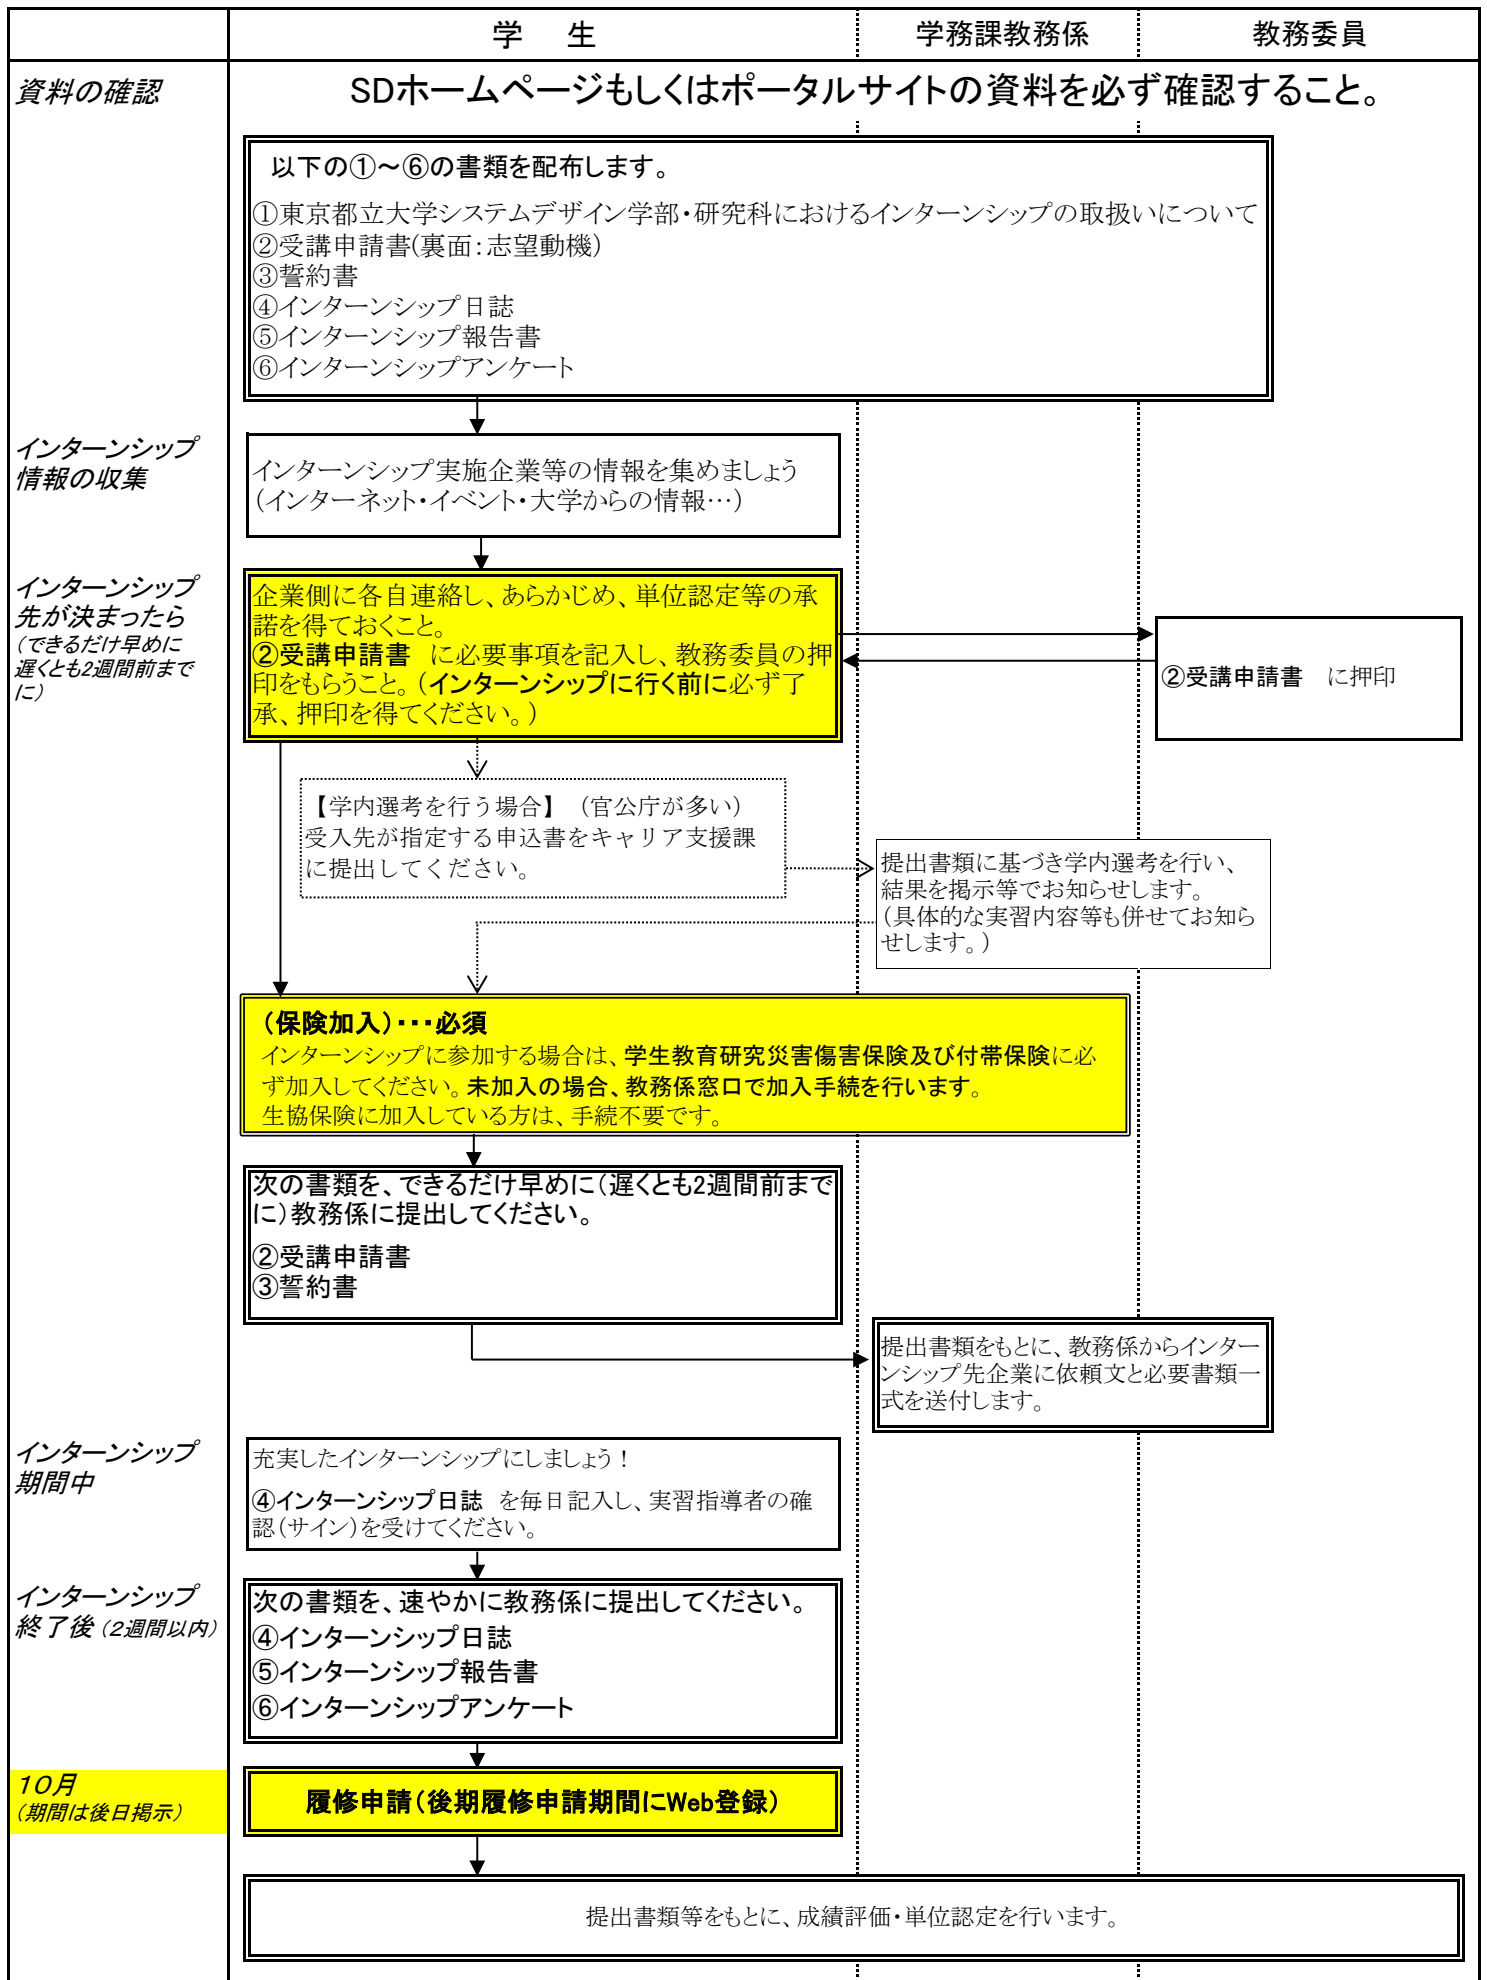 学　生
学務課教務係
教務委員
資料の確認
SDホームページもしくはポータルサイトの資料を必ず確認すること。
以下の①～⑥の書類を配布します。
①東京都立大学システムデザイン学部・研究科におけるインターンシップの取扱いについて
②受講申請書(裏面：志望動機)
③誓約書
④インターンシップ日誌
⑤インターンシップ報告書
⑥インターンシップアンケート
インターンシップ
情報の収集
インターンシップ実施企業等の情報を集めましょう
（インターネット・イベント・大学からの情報…）
インターンシップ
先が決まったら
（できるだけ早めに
遅くとも2週間前まで
に）
企業側に各自連絡し、あらかじめ、単位認定等の承
諾を得ておくこと。
②受講申請書　に必要事項を記入し、教務委員の押
印をもらうこと。（インターンシップに行く前に必ず了
承、押印を得てください。）
②受講申請書　に押印
【学内選考を行う場合】（官公庁が多い）
受入先が指定する申込書をキャリア支援課
に提出してください。
提出書類に基づき学内選考を行い、
結果を掲示等でお知らせします。
（具体的な実習内容等も併せてお知ら
せします。）
（保険加入）・・・必須
インターンシップに参加する場合は、学生教育研究災害傷害保険及び付帯保険に必
ず加入してください。未加入の場合、教務係窓口で加入手続を行います。
生協保険に加入している方は、手続不要です。
次の書類を、できるだけ早めに（遅くとも2週間前まで
に）教務係に提出してください。
②受講申請書
③誓約書
提出書類をもとに、教務係からインター
ンシップ先企業に依頼文と必要書類一
式を送付します。
インターンシップ
期間中
充実したインターンシップにしましょう！
④インターンシップ日誌　を毎日記入し、実習指導者の確
認（サイン）を受けてください。
インターンシップ
終了後（２週間以内）
次の書類を、速やかに教務係に提出してください。
④インターンシップ日誌
⑤インターンシップ報告書
⑥インターンシップアンケート
１０月
（期間は後日掲示）
履修申請（後期履修申請期間にWeb登録）
提出書類等をもとに、成績評価・単位認定を行います。